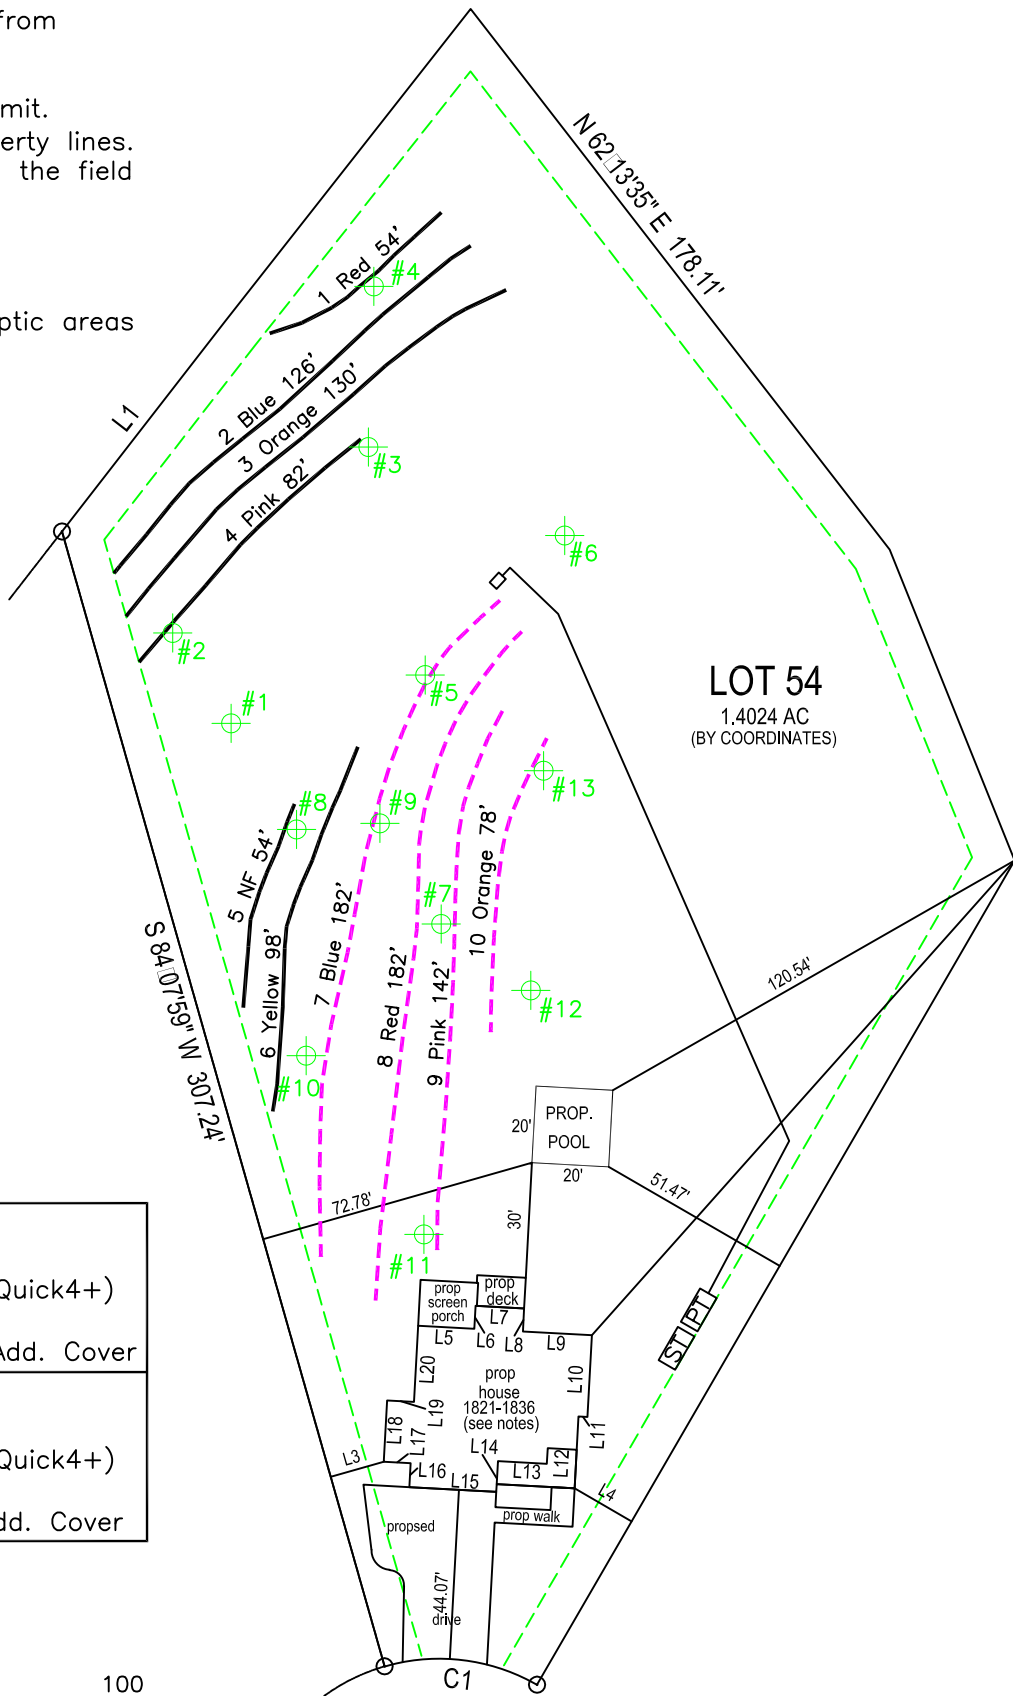 from
mit.
erty lines.
the field
ptic areas
N 62□13'35" E 178.11'
L1
1 Red 54'
#4
2 Blue 126'
3 Orange 130'
4 Pink 82'
#3
#6
#2
#1
#5
LOT 54
1.4024 AC
(BY COORDINATES)
#13
#8
#9
5 NF 54'
6 Yellow 98'
7 Blue 182'
8 Red 182'
#7
9 Pink 142'
10 Orange 78'
S 84□07'59" W 307.24'
#12
#10
120.54'
20'
PROP.
POOL
20'
72.78'
51.47'
30'
#11
Quick4+)
Add. Cover
Quick4+)
dd. Cover
prop
screen
porch
prop
deck
L5
L6
L7
L8
L9
L20
L10
prop
house
1821-1836
(see notes)
L18
L19
L17
L11
L14
L16
L15
L13
L12
L3
L4
propsed
prop walk
44.07'
drive
ST
PT
C1
100